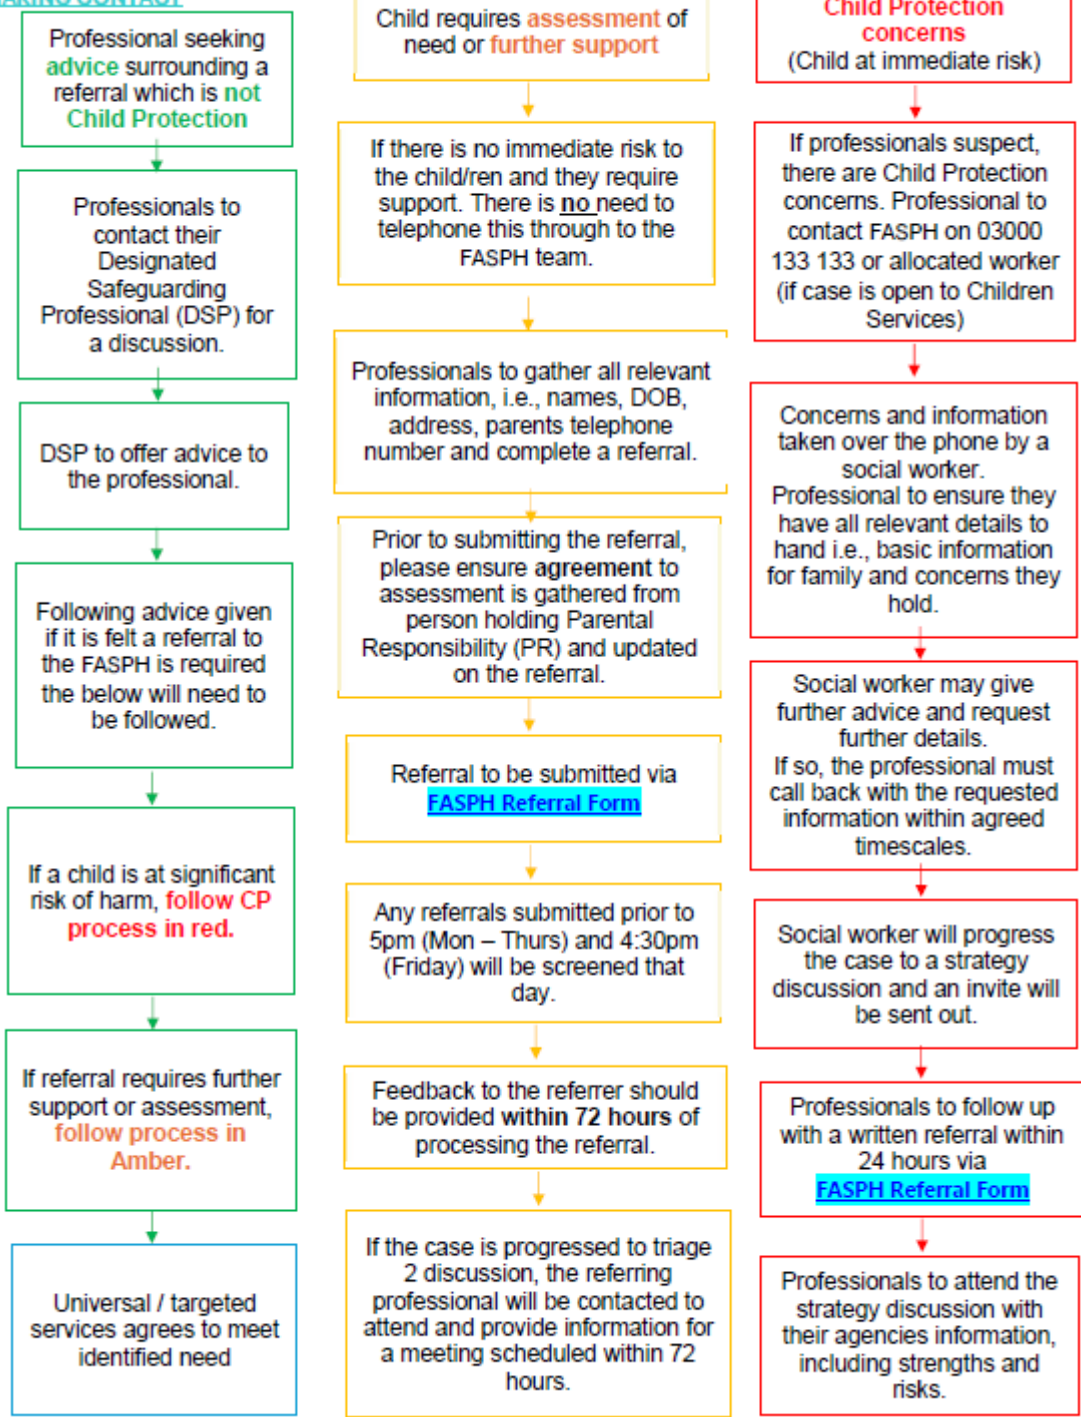 MAKING CONTACT
Professional seeking
advice surrounding a
referral which is not
Child Protection
Professionals to
contact their
Designated
Safeguarding
Professional (DSP) for
a discussion.
DSP to offer advice to
the professional.
Following advice given
if it is felt a referral to
the FASPH is required
the below will need to
be followed.
If a child is at significant
risk of harm, follow CP
process in red.
If referral requires further
support or assessment,
follow process in
Amber.
Universal / targeted
services agrees to meet
identified need
Child requires assessment of
need or further support
If there is no immediate risk to
the child/ren and they require
support. There is no need to
telephone this through to the
FASPH team.
Professionals to gather all relevant
information, i.e., names, DOB,
address, parents telephone
number and complete a referral.
Prior to submitting the referral,
please ensure agreement to
assessment is gathered from
person holding Parental
Responsibility (PR) and updated
on the referral.
Referral to be submitted via
FASPH Referral Form
Any referrals submitted prior to
5pm (Mon – Thurs) and 4:30pm
(Friday) will be screened that
day.
Feedback to the referrer should
be provided within 72 hours of
processing the referral.
If the case is progressed to triage
2 discussion, the referring
professional will be contacted to
attend and provide information for
a meeting scheduled within 72
hours.
Child Protection
concerns
(Child at immediate risk)
If professionals suspect,
there are Child Protection
concerns. Professional to
contact FASPH on 03000
133 133 or allocated worker
(if case is open to Children
Services)
Concerns and information
taken over the phone by a
social worker.
Professional to ensure they
have all relevant details to
hand i.e., basic information
for family and concerns they
hold.
Social worker may give
further advice and request
further details.
If so, the professional must
call back with the requested
information within agreed
timescales.
Social worker will progress
the case to a strategy
discussion and an invite will
be sent out.
Professionals to follow up
with a written referral within
24 hours via
FASPH Referral Form
Professionals to attend the
strategy discussion with
their agencies information,
including strengths and
risks.